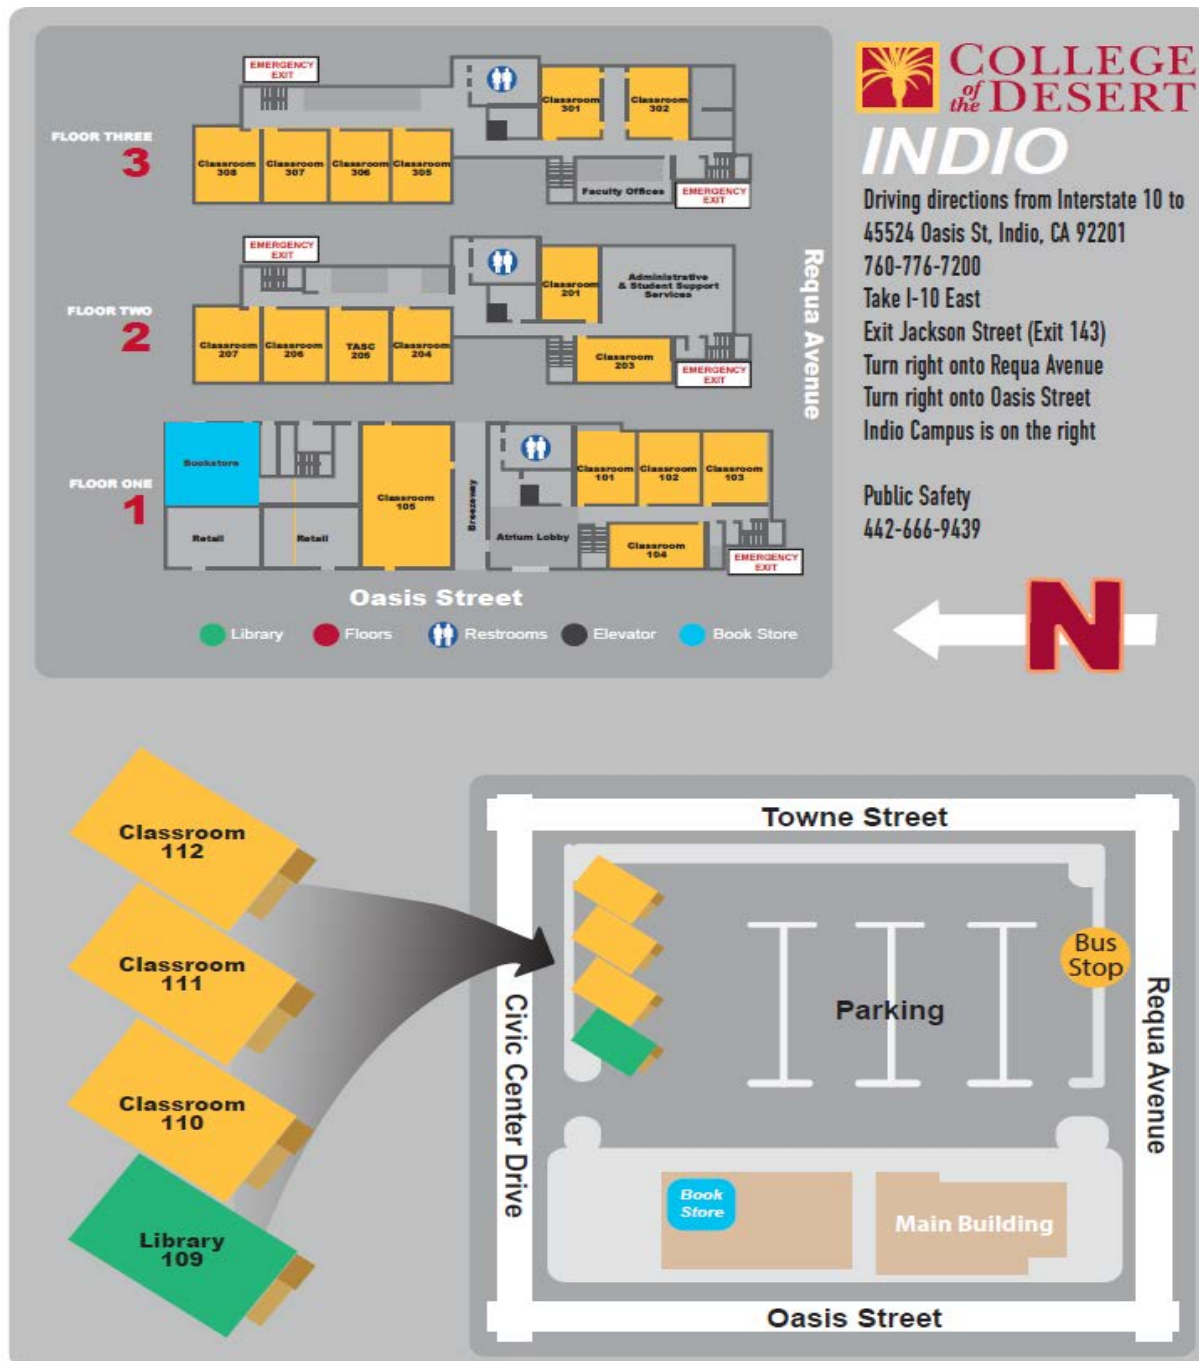 EMERGENCY
EXIT
FLOOR THREE
3
Classroom
301
Classroom
302
Classroom
308
Classroom
307
Classroom
306
Classroom
305
Faculty Offices
EMERGENCY
EXIT
EMERGENCY
EXIT
FLOOR TWO
2
Classroom
201
Administrative
& Student Support
Services
Classroom
207
Classroom
206
TASC
205
Classroom
204
Classroom
203
EMERGENCY
EXIT
Requa Avenue
FLOOR ONE
1
Bookstore
Classroom
105
Breezeway
Classroom
101
Classroom
102
Classroom
103
Retail
Retail
Atrium Lobby
Classroom
104
EMERGENCY
EXIT
Oasis Street
Library
Floors
Restrooms
Elevator
Book Store
COLLEGE
of
the DESERT
INDIO
Driving directions from Interstate 10 to
45524 Oasis St, Indio, CA 92201
760-776-7200
Take I-10 East
Exit Jackson Street (Exit 143)
Turn right onto Requa Avenue
Turn right onto Oasis Street
Indio Campus is on the right
Public Safety
442-666-9439
N
Classroom
112
Classroom
111
Classroom
110
Library
109
Towne Street
Civic Center Drive
Parking
Bus
Stop
Requa Avenue
Book
Store
Main Building
Oasis Street